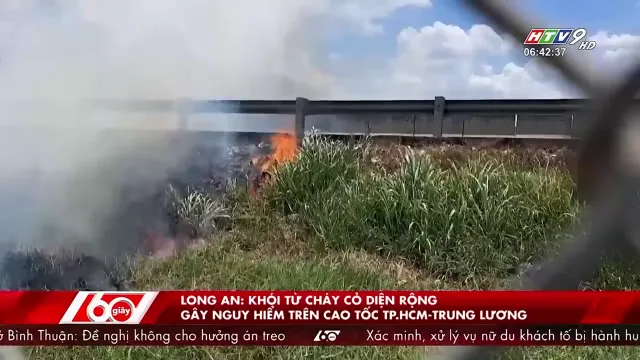 HTV9 HD
06:42:37
60 giây
LONG AN: KHÓI TỪ CHÁY CỎ DIỆN RỘNG
GÂY NGUY HIỂM TRÊN CAO TỐC TP.HCM-TRUNG LƯƠNG
ở Bình Thuận: Đề nghị không cho hưởng án treo 60 Tác minh, xử lý vụ nữ du khách tố bị hành hu